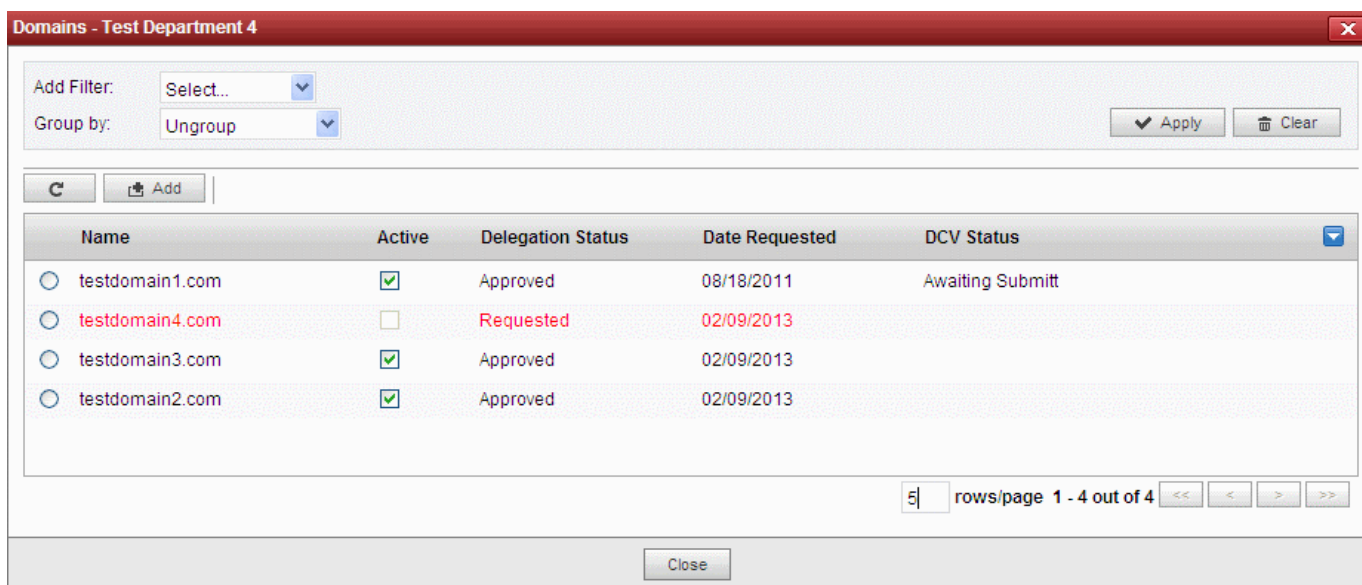 Domains - Test Department 4
Add Filter: Select...
Group by: Ungroup Apply Clear
Add
Name Active Delegation Status Date Requested DCV Status
testdomain1.com Approved 08/18/2011 Awaiting Submitt
testdomain4.com Requested 02/09/2013
testdomain3.com Approved 02/09/2013
testdomain2.com Approved 02/09/2013
5 rows/page 1 - 4 out of 4 << < > >>
Close